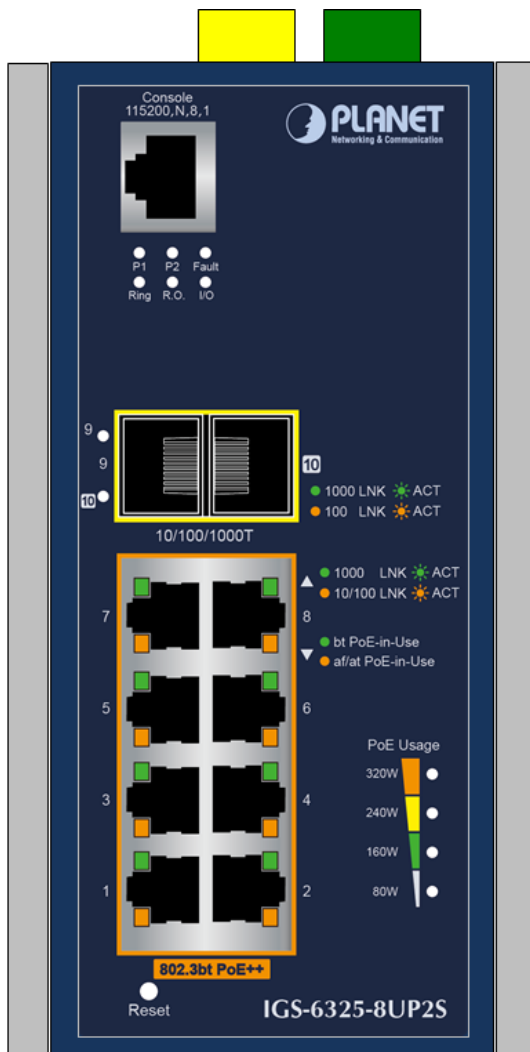 Console
115200,N,8,1
PLANET
Networking & Communication
P1 P2 Fault
Ring R.O. I/O
9
9
10
10
1000 LNK ACT
100 LNK ACT
10/100/1000T
1000 LNK ACT
10/100 LNK ACT
7 8
bt PoE-in-Use
af/at PoE-in-Use
5 6
PoE Usage
320W
3 4
240W
160W
1 2
80W
802.3bt PoE++
Reset
IGS-6325-8UP2S